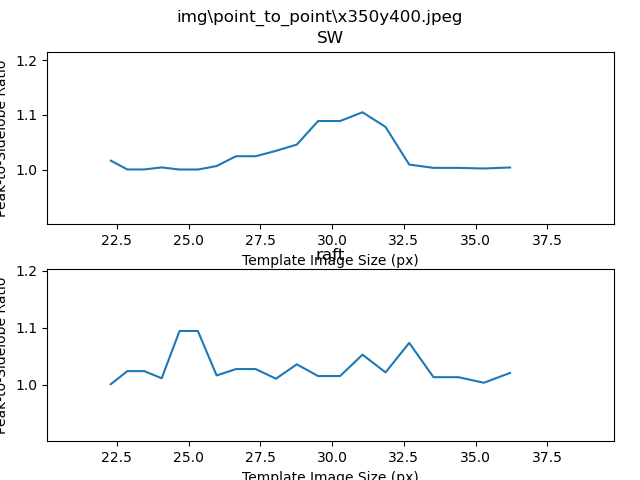 img\point_to_point\x350y400.jpeg
SW
Peak-to-Sidelobe Ratio
1.2
1.1
1.0
22.5 25.0 27.5 30.0 32.5 35.0 37.5
Template Image Size (px)
raft
Peak-to-Sidelobe Ratio
1.2
1.1
1.0
22.5 25.0 27.5 30.0 32.5 35.0 37.5
Template Image Size (px)